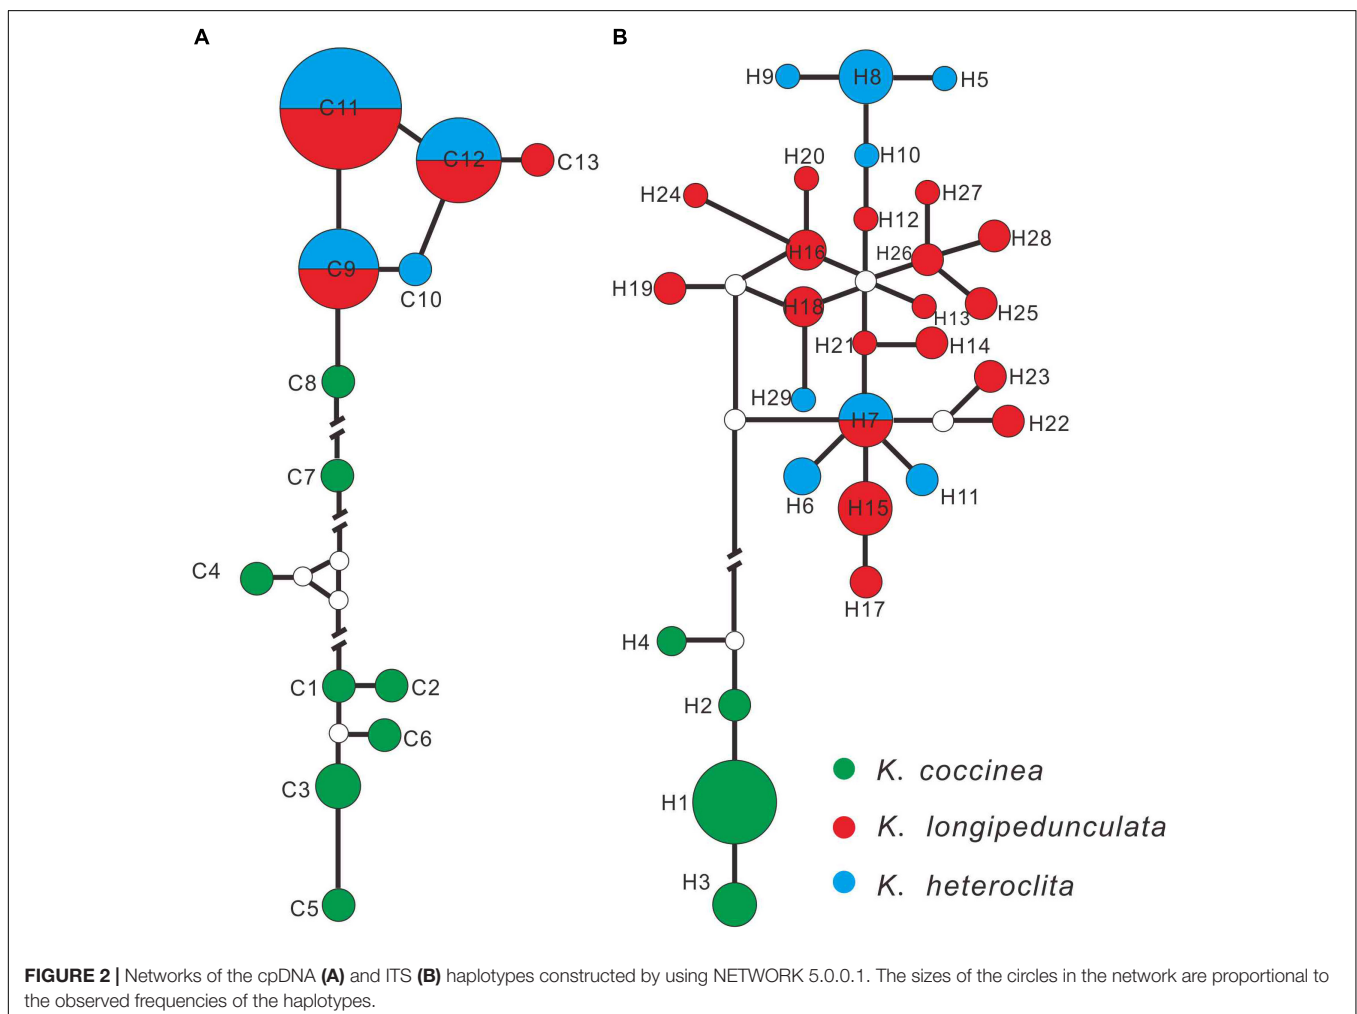 A
C11
C12
C13
C9
C10
C8
C7
C4
C1
C2
C6
C3
C5
B
H9
H8
H5
H10
H20
H24
H27
H12
H28
H16
H26
H19
H18
H13
H25
H21
H14
H29
H23
H7
H22
H6
H11
H15
H17
H4
H2
H1
H3
K. coccinea
K. longipedunculata
K. heteroclita
FIGURE 2 | Networks of the cpDNA (A) and ITS (B) haplotypes constructed by using NETWORK 5.0.0.1. The sizes of the circles in the network are proportional to
the observed frequencies of the haplotypes.